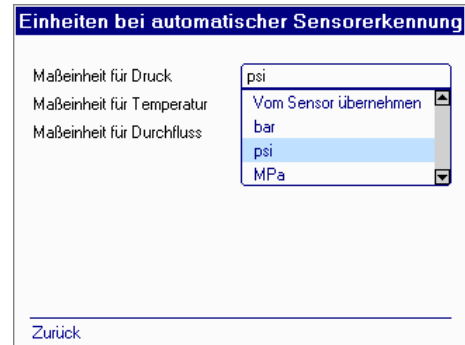 Einheiten bei automatischer Sensorerkennung
Maßeinheit für Druck
psi
Maßeinheit für Temperatur
Vom Sensor übernehmen
Maßeinheit für Durchfluss
bar
psi
MPa
Zurück